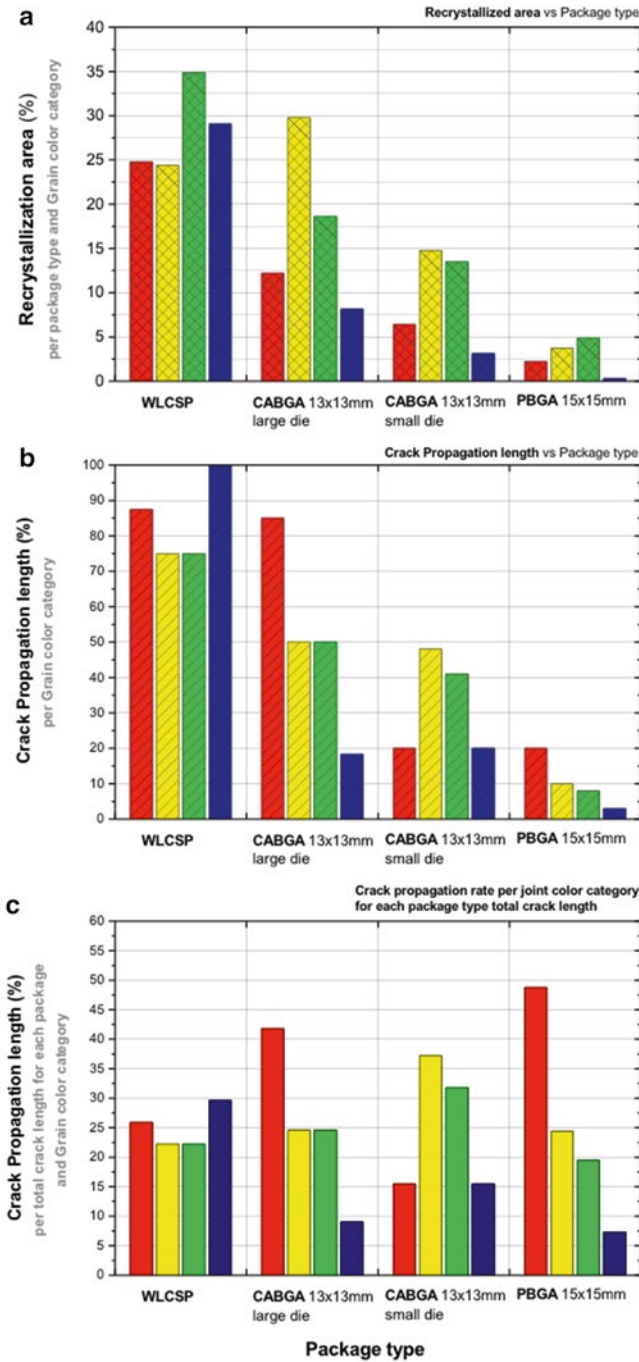 a
Recrystallized area vs Package type
Recrystallization area (%)
per package type and Grain color category
40
35
30
25
20
15
10
5
0
WLCSP
CABGA 13x13mm
large die
CABGA 13x13mm
small die
PBGA 15x15mm
b
Crack Propagation length vs Package type
Crack Propagation length (%)
per Grain color category
100
90
80
70
60
50
40
30
20
10
0
WLCSP
CABGA 13x13mm
large die
CABGA 13x13mm
small die
PBGA 15x15mm
c
Crack propagation rate per joint color category
for each package type total crack length
Crack Propagation length (%)
per total crack length for each package
and Grain color category
60
55
50
45
40
35
30
25
20
15
10
5
0
WLCSP
CABGA 13x13mm
large die
CABGA 13x13mm
small die
PBGA 15x15mm
Package type